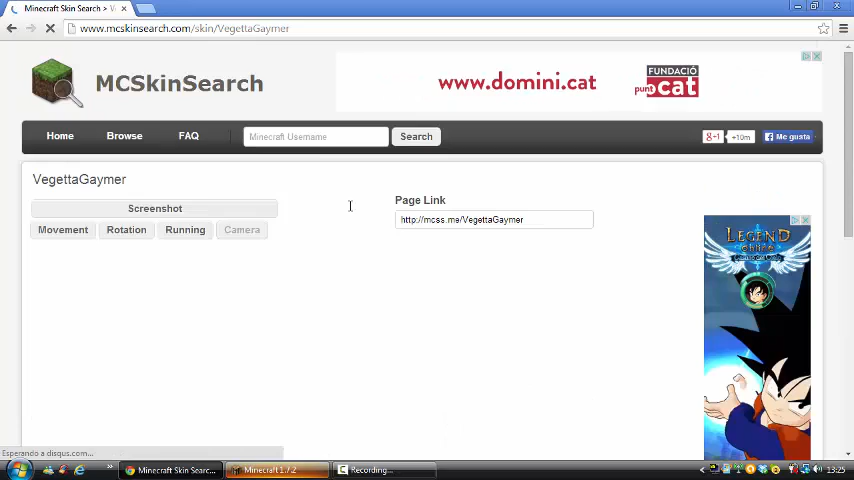 Minecraft Skin Search > V
www.mcskinsearch.com/skin/VegettaGaymer
MCSkinSearch
www.domini.cat
FUNDACIÓ
punt cat
Home
Browse
FAQ
Minecraft Username
Search
g+1
+10m
Me gusta
VegettaGaymer
Screenshot
Movement
Rotation
Running
Camera
Page Link
http://mcss.me/VegettaGaymer
LEGEND
online
Esperando a disqus.com...
Minecraft Skin Searc...
Minecraft 1.7.2
Recording...
13:25